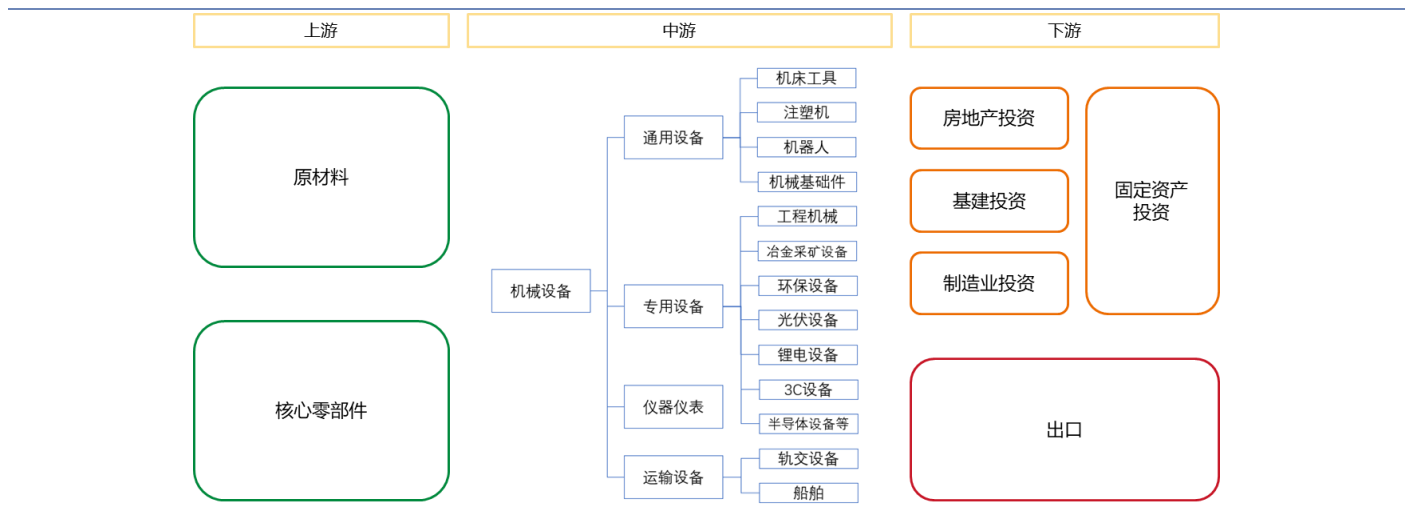 上游
中游
下游
原材料
核心零部件
机械设备
通用设备
机床工具
注塑机
机器人
机械基础件
专用设备
工程机械
冶金采矿设备
环保设备
光伏设备
锂电设备
3C设备
半导体设备等
仪器仪表
运输设备
轨交设备
船舶
房地产投资
基建投资
制造业投资
固定资产
投资
出口